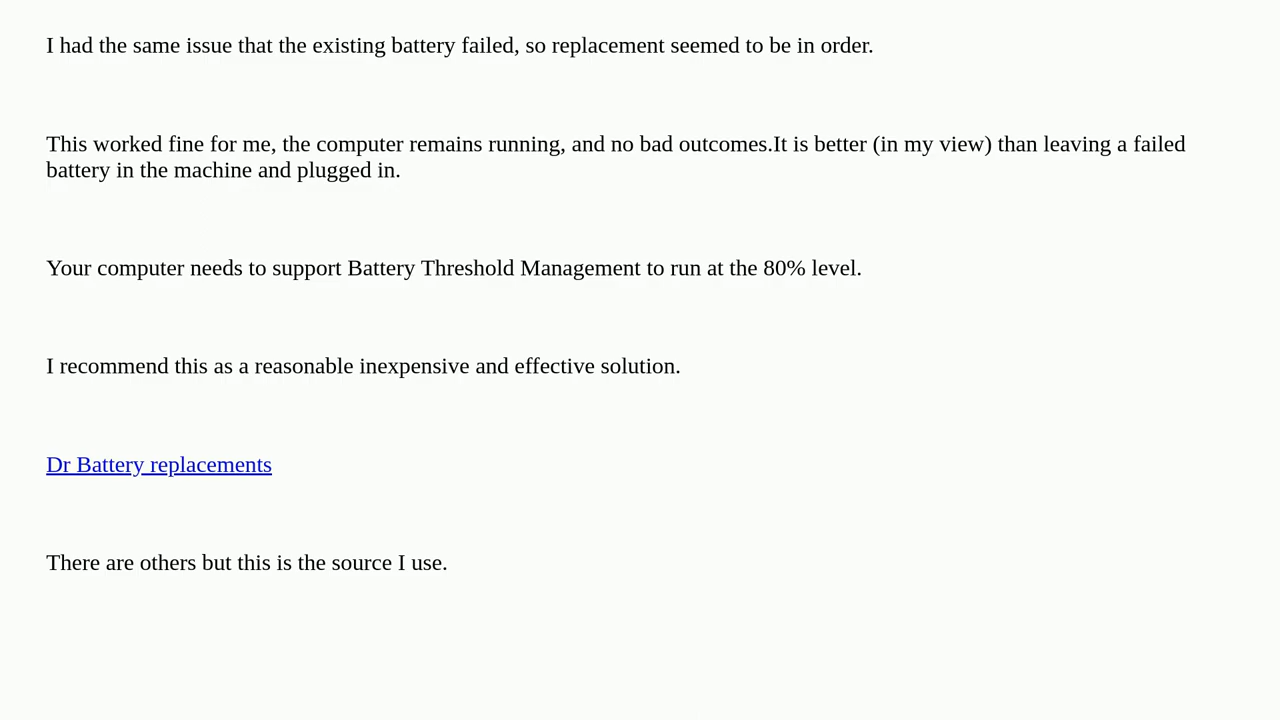 I had the same issue that the existing battery failed, so replacement seemed to be in order.
This worked fine for me, the computer remains running, and no bad outcomes.It is better (in my view) than leaving a failed
battery in the machine and plugged in.
Your computer needs to support Battery Threshold Management to run at the 80% level.
I recommend this as a reasonable inexpensive and effective solution.
Dr Battery replacements
There are others but this is the source I use.